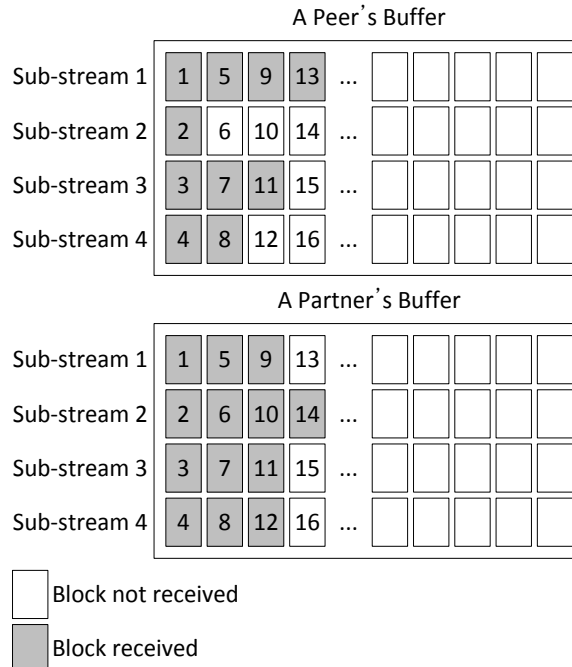 A Peer’s Buffer
Sub-stream 1 1 5 9 13 ...
Sub-stream 2 2 6 10 14 ...
Sub-stream 3 3 7 11 15 ...
Sub-stream 4 4 8 12 16 ...
A Partner’s Buffer
Sub-stream 1 1 5 9 13 ...
Sub-stream 2 2 6 10 14 ...
Sub-stream 3 3 7 11 15 ...
Sub-stream 4 4 8 12 16 ...
Block not received
Block received